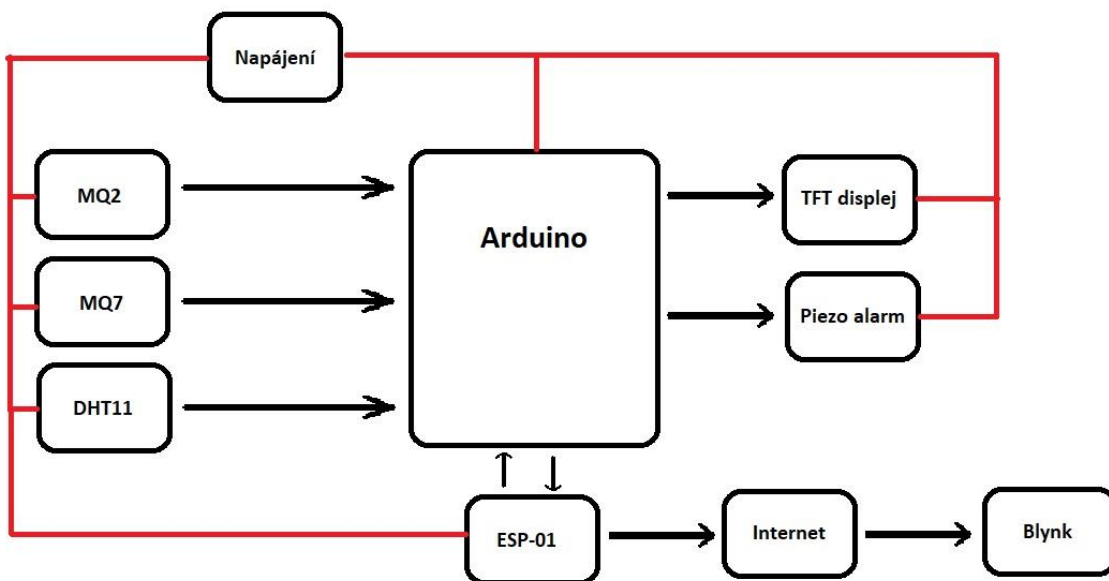 Napájení
MQ2
Arduino
TFT displej
MQ7
Piezo alarm
DHT11
ESP-01
Internet
Blynk